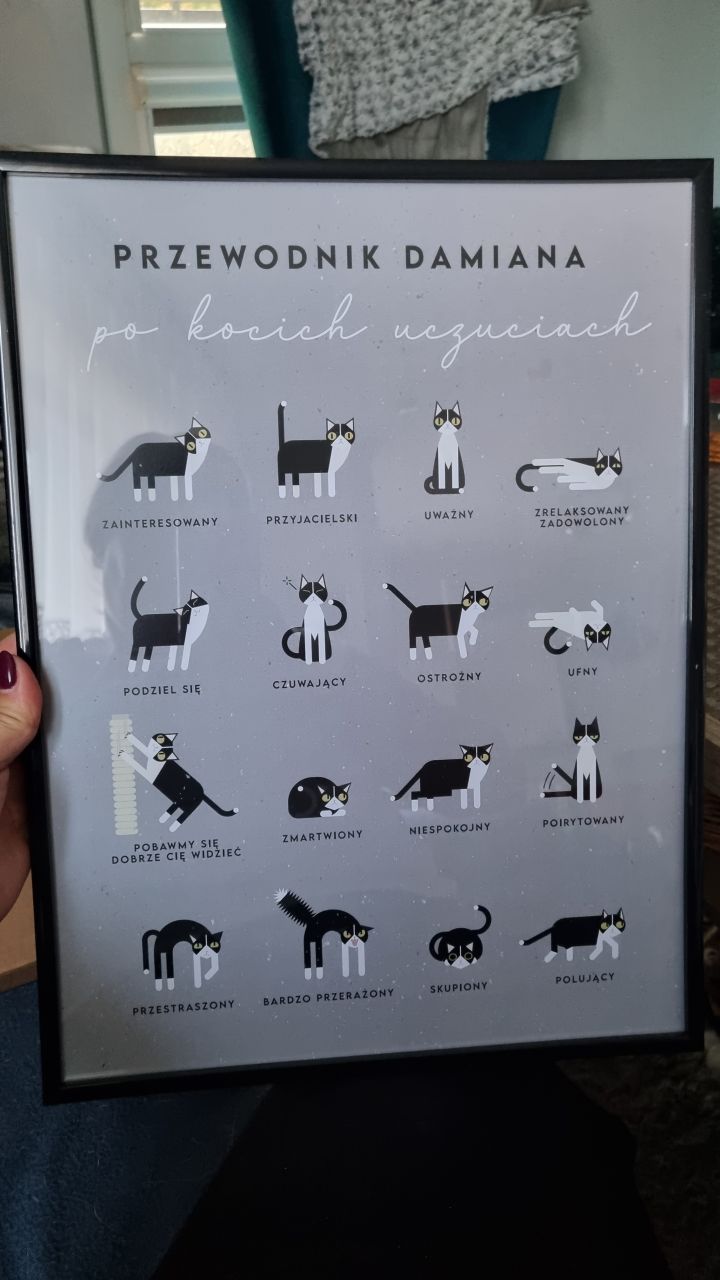 PRZEWODNIK DAMIANA
po kocich uczuciach
ZAINTERESOWANY
PRZYJACIELSKI
UWAŻNY
ZRELAKSOWANY
ZADOWOLONY
PODZIEL SIĘ
CZUWAJĄCY
OSTROŻNY
UFNY
POBAWMY SIĘ
DOBRZE CIĘ WIDZIEĆ
ZMARTWIONY
NIESPOKOJNY
POIRYTOWANY
PRZESTRASZONY
BARDZO PRZERAŻONY
SKUPIONY
POLUJĄCY